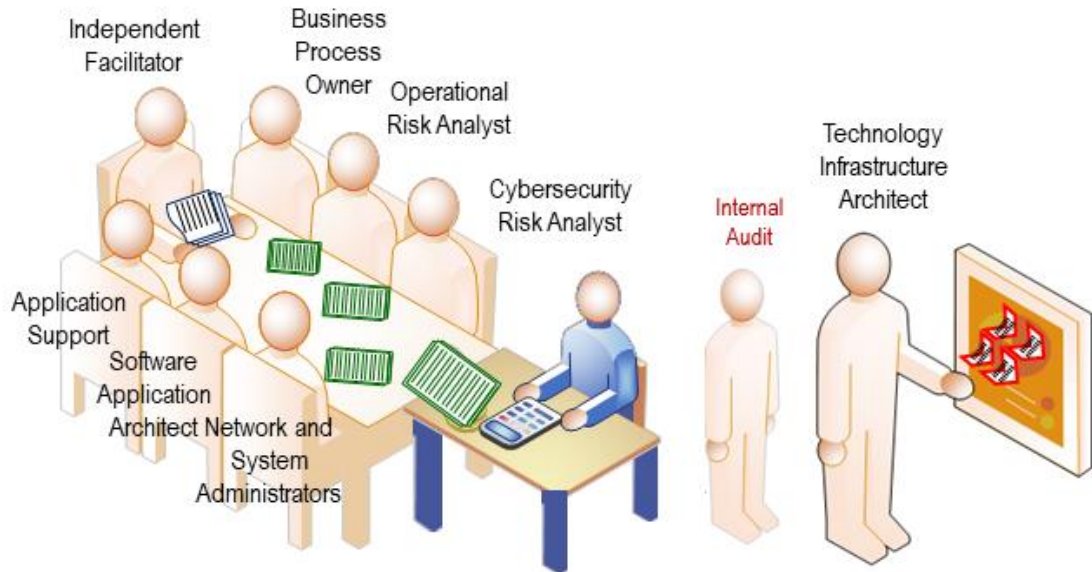 Independent
Facilitator
Business
Process
Owner
Operational
Risk Analyst
Cybersecurity
Risk Analyst
Internal
Audit
Technology
Infrastructure
Architect
Application
Support
Software
Application
Architect
Network and
System
Administrators